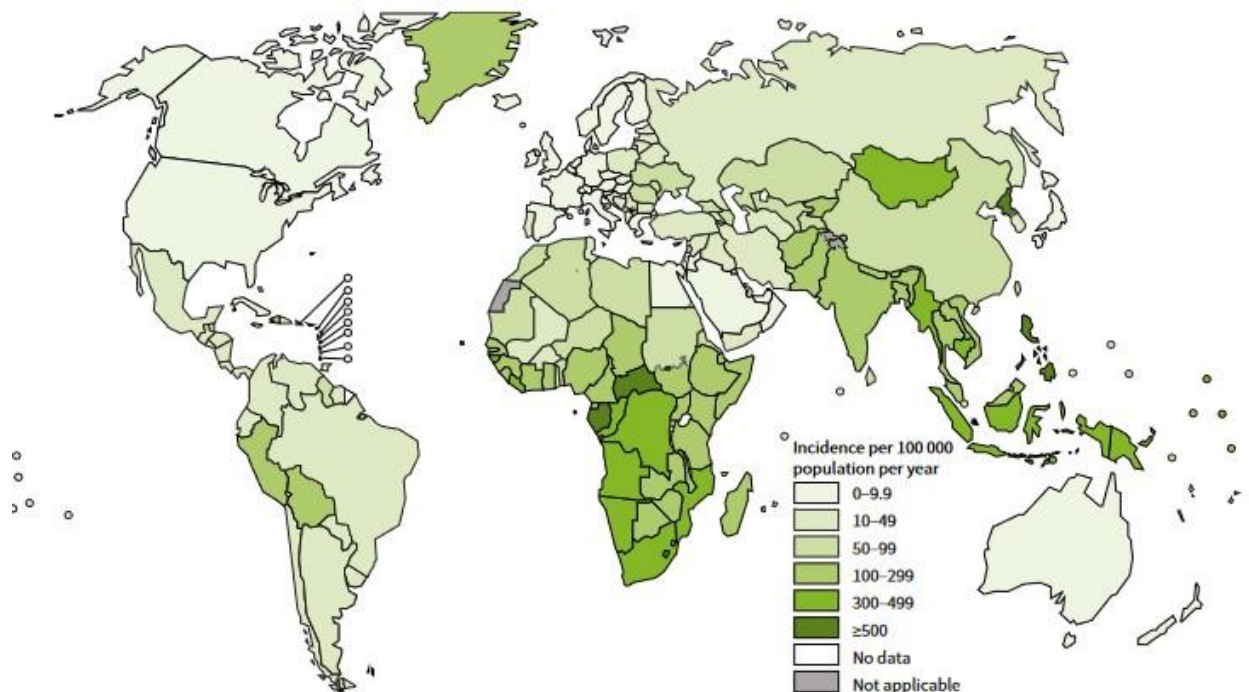 Incidence per 100 000
population per year
0–9.9
10–49
50–99
100–299
300–499
≥500
No data
Not applicable